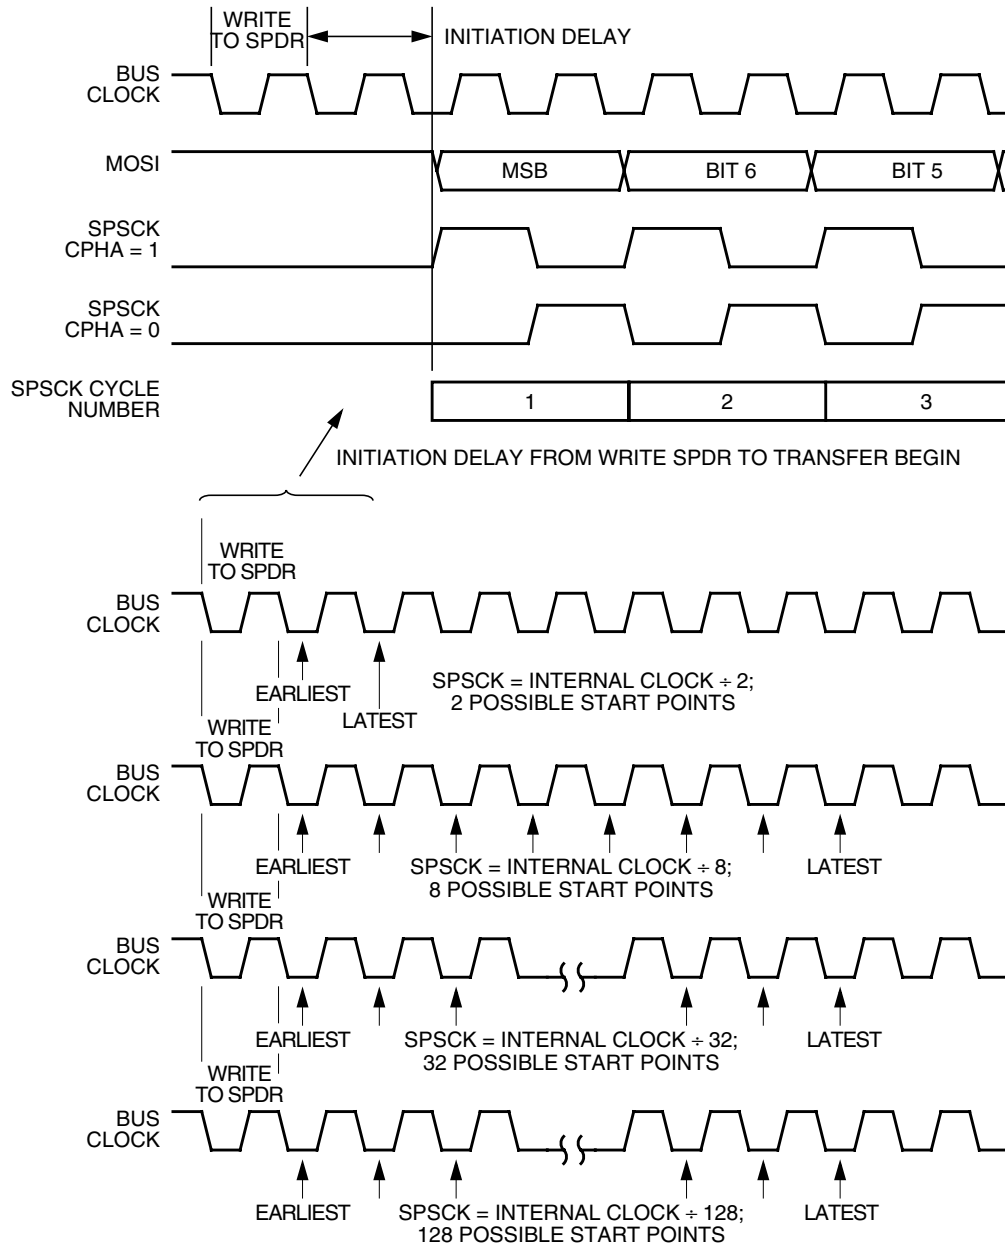 WRITE
TO SPDR
INITIATION DELAY
BUS
CLOCK
MOSI
MSB
BIT 6
BIT 5
SPSCK
CPHA = 1
SPSCK
CPHA = 0
SPSCK CYCLE
NUMBER
1
2
3
INITIATION DELAY FROM WRITE SPDR TO TRANSFER BEGIN
WRITE
TO SPDR
BUS
CLOCK
EARLIEST
LATEST
SPSCK = INTERNAL CLOCK ÷ 2;
2 POSSIBLE START POINTS
WRITE
TO SPDR
BUS
CLOCK
EARLIEST
SPSCK = INTERNAL CLOCK ÷ 8;
8 POSSIBLE START POINTS
LATEST
WRITE
TO SPDR
BUS
CLOCK
EARLIEST
SPSCK = INTERNAL CLOCK ÷ 32;
32 POSSIBLE START POINTS
LATEST
WRITE
TO SPDR
BUS
CLOCK
EARLIEST
SPSCK = INTERNAL CLOCK ÷ 128;
128 POSSIBLE START POINTS
LATEST